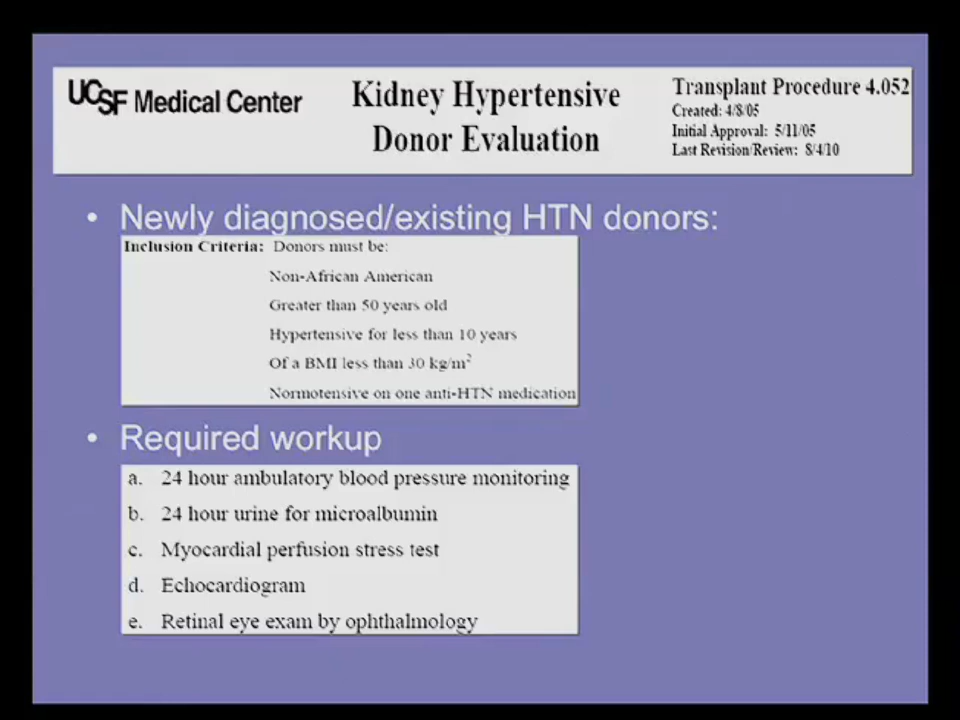 UCSF Medical Center
Kidney Hypertensive
Donor Evaluation
Transplant Procedure 4.052
Created: 4/8/05
Initial Approval: 5/11/05
Last Revision/Review: 8/4/10
• Newly diagnosed/existing HTN donors:
Inclusion Criteria: Donors must be:
Non-African American
Greater than 50 years old
Hypertensive for less than 10 years
Of a BMI less than 30 kg/m²
Normotensive on one anti-HTN medication
• Required workup
a. 24 hour ambulatory blood pressure monitoring
b. 24 hour urine for microalbumin
c. Myocardial perfusion stress test
d. Echocardiogram
e. Retinal eye exam by ophthalmology